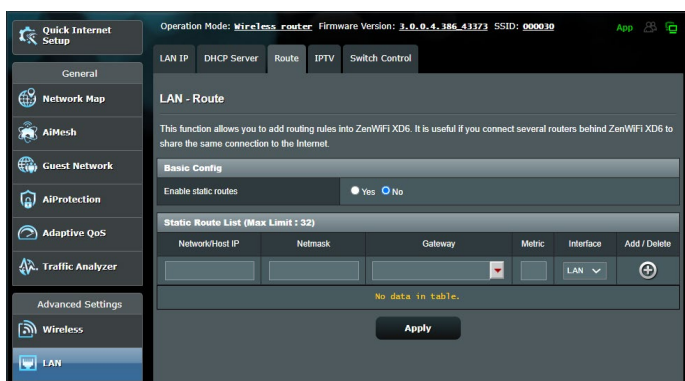 Quick Internet
Setup
Operation Mode: Wireless router Firmware Version: 3.0.0.4.386_43373 SSID: 000030
App
LAN IP DHCP Server Route IPTV Switch Control
General
Network Map
AiMesh
Guest Network
AiProtection
Adaptive QoS
Traffic Analyzer
Advanced Settings
Wireless
LAN
LAN - Route
This function allows you to add routing rules into ZenWiFi XD6. It is useful if you connect several routers behind ZenWiFi XD6 to
share the same connection to the Internet.
Basic Config
Enable static routes Yes No
Static Route List (Max Limit : 32)
Network/Host IP Netmask Gateway Metric Interface Add / Delete
LAN
No data in table.
Apply